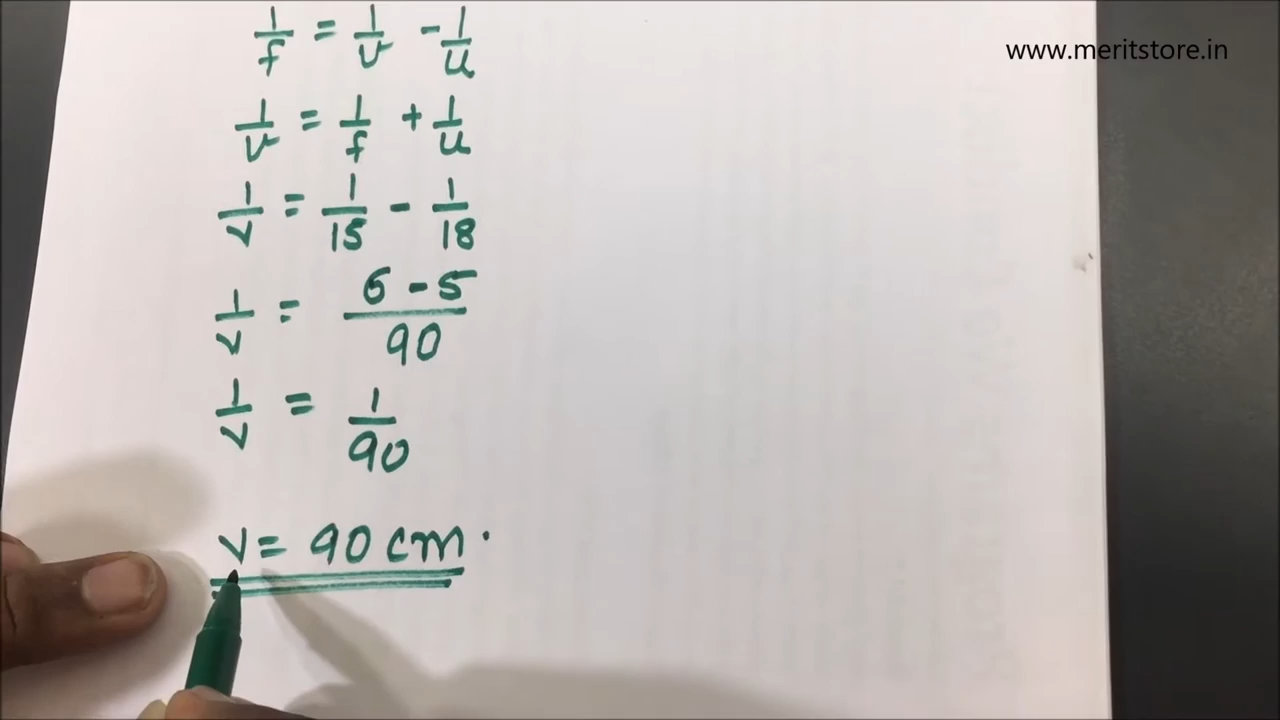 1/f = 1/v - 1/u
www.meritstore.in
1/v = 1/f + 1/u
1/v = 1/15 - 1/18
1/v = 6 - 5/90
1/v = 1/90
v = 90 cm.